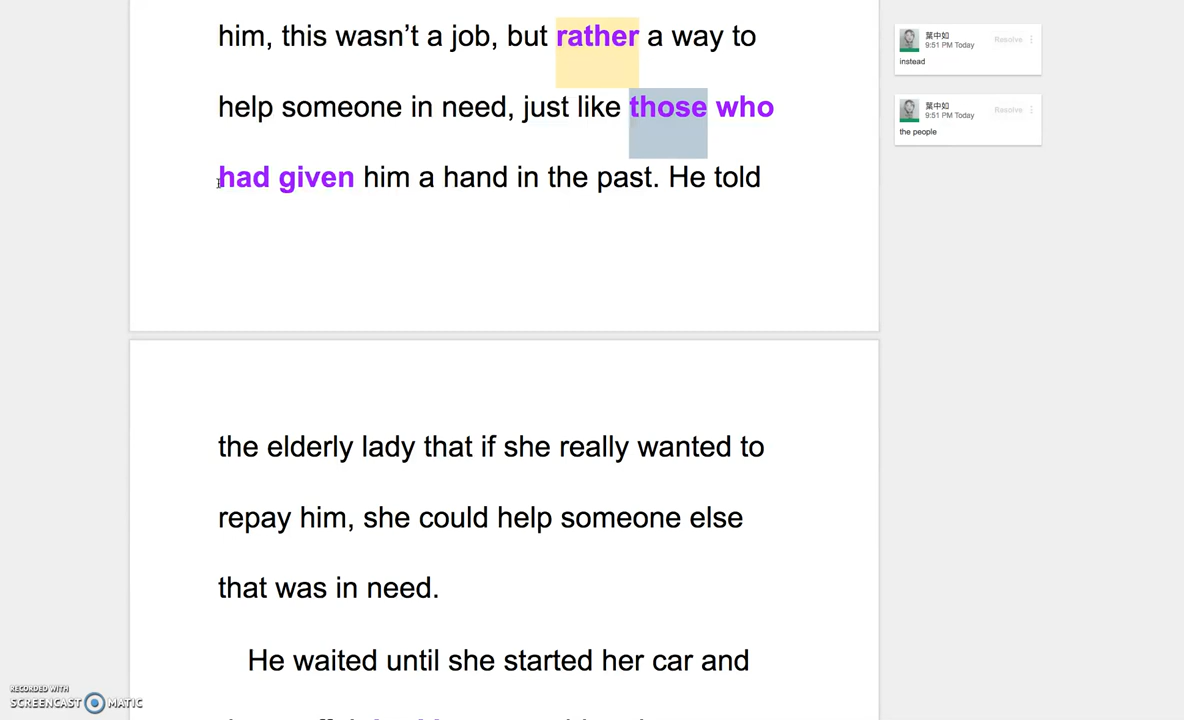 him, this wasn’t a job, but rather a way to
help someone in need, just like those who
had given him a hand in the past. He told
the elderly lady that if she really wanted to
repay him, she could help someone else
that was in need.
He waited until she started her car and
葉中如
9:51 PM Today
Resolve
instead
葉中如
9:51 PM Today
Resolve
the people
RECORDED WITH
SCREENCAST MATIC